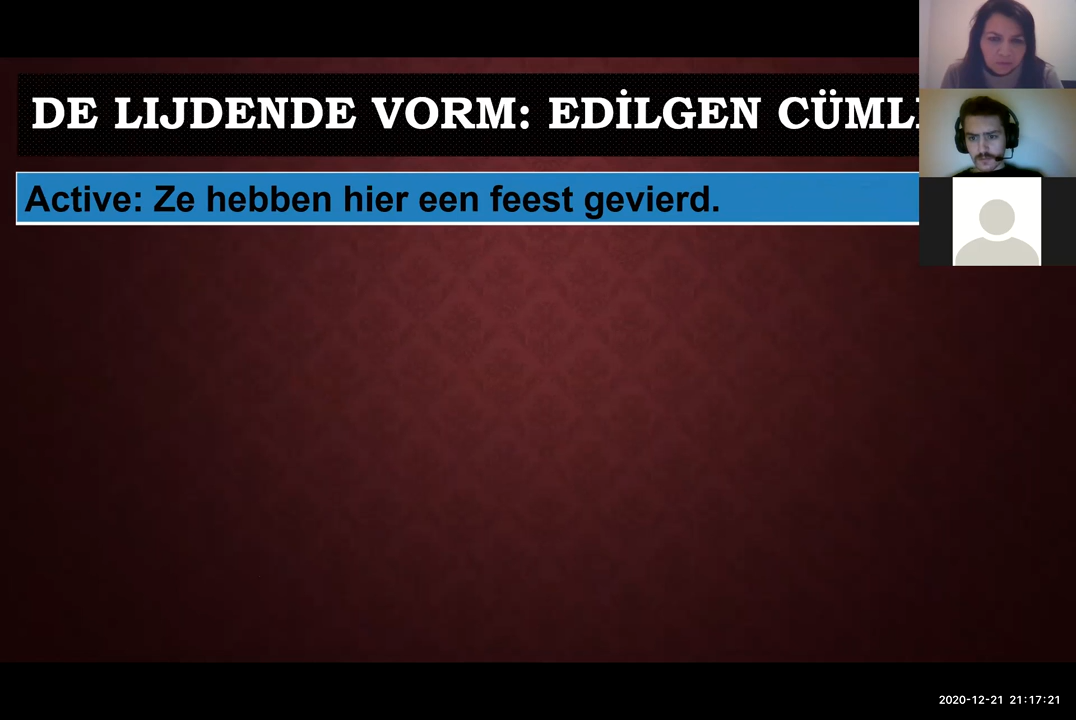 DE LIJDENDE VORM: EDİLGEN CÜML
Active: Ze hebben hier een feest gevierd.
2020-12-21 21:17:21